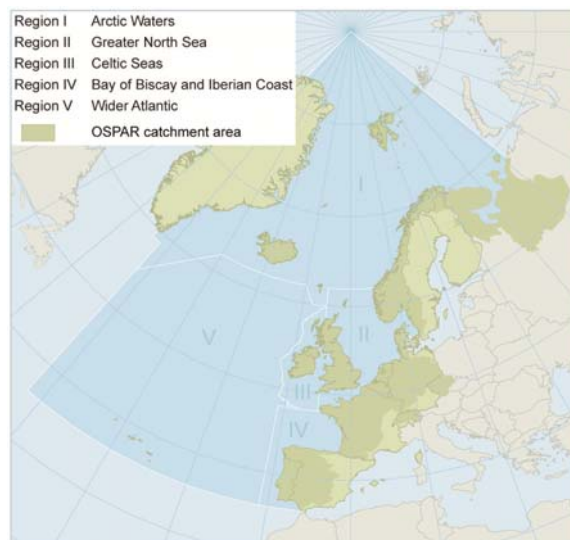 Region I Arctic Waters
Region II Greater North Sea
Region III Celtic Seas
Region IV Bay of Biscay and Iberian Coast
Region V Wider Atlantic
OSPAR catchment area
I
II
V
III
IV